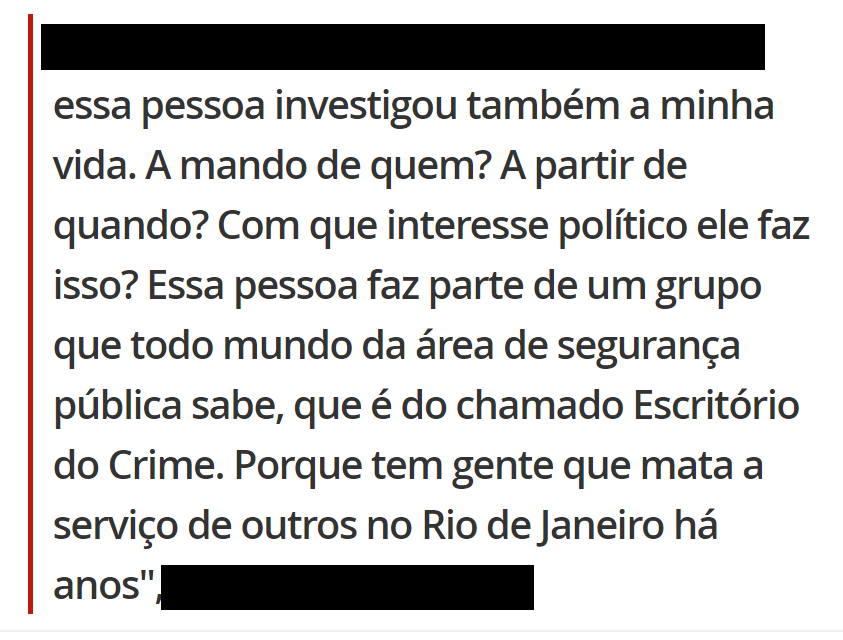 essa pessoa investigou também a minha
vida. A mando de quem? A partir de
quando? Com que interesse político ele faz
isso? Essa pessoa faz parte de um grupo
que todo mundo da área de segurança
pública sabe, que é do chamado Escritório
do Crime. Porque tem gente que mata a
serviço de outros no Rio de Janeiro há
anos",